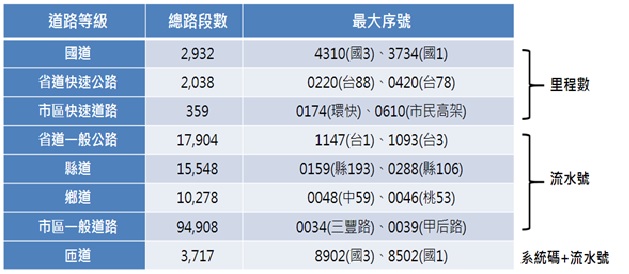 道路等級 總路段數 最大序號
國道 2,932 4310(國3)、3734(國1)
省道快速公路 2,038 0220(台88)、0420(台78)
市區快速道路 359 0174(環快)、0610(市民高架)
里程數
省道一般公路 17,904 1147(台1)、1093(台3)
縣道 15,548 0159(縣193)、0288(縣106)
鄉道 10,278 0048(中59)、0046(桃53)
市區一般道路 94,908 0034(三豐路)、0039(甲后路)
流水號
匝道 3,717 8902(國3)、8502(國1)
系統碼+流水號